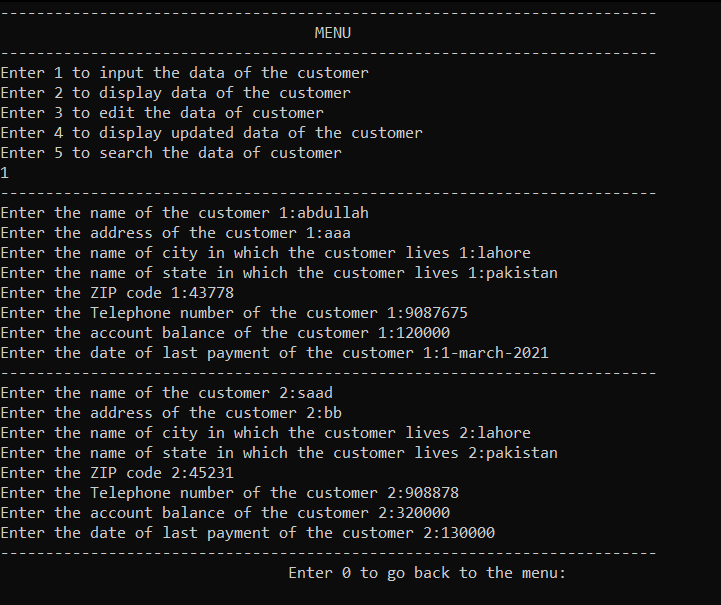 -------------------------------------------------------------------------
MENU
-------------------------------------------------------------------------
Enter 1 to input the data of the customer
Enter 2 to display data of the customer
Enter 3 to edit the data of customer
Enter 4 to display updated data of the customer
Enter 5 to search the data of customer
1
-------------------------------------------------------------------------
Enter the name of the customer 1:abdullah
Enter the address of the customer 1:aaa
Enter the name of city in which the customer lives 1:lahore
Enter the name of state in which the customer lives 1:pakistan
Enter the ZIP code 1:43778
Enter the Telephone number of the customer 1:9087675
Enter the account balance of the customer 1:120000
Enter the date of last payment of the customer 1:1-march-2021
-------------------------------------------------------------------------
Enter the name of the customer 2:saad
Enter the address of the customer 2:bb
Enter the name of city in which the customer lives 2:lahore
Enter the name of state in which the customer lives 2:pakistan
Enter the ZIP code 2:45231
Enter the Telephone number of the customer 2:908878
Enter the account balance of the customer 2:320000
Enter the date of last payment of the customer 2:130000
-------------------------------------------------------------------------
Enter 0 to go back to the menu: